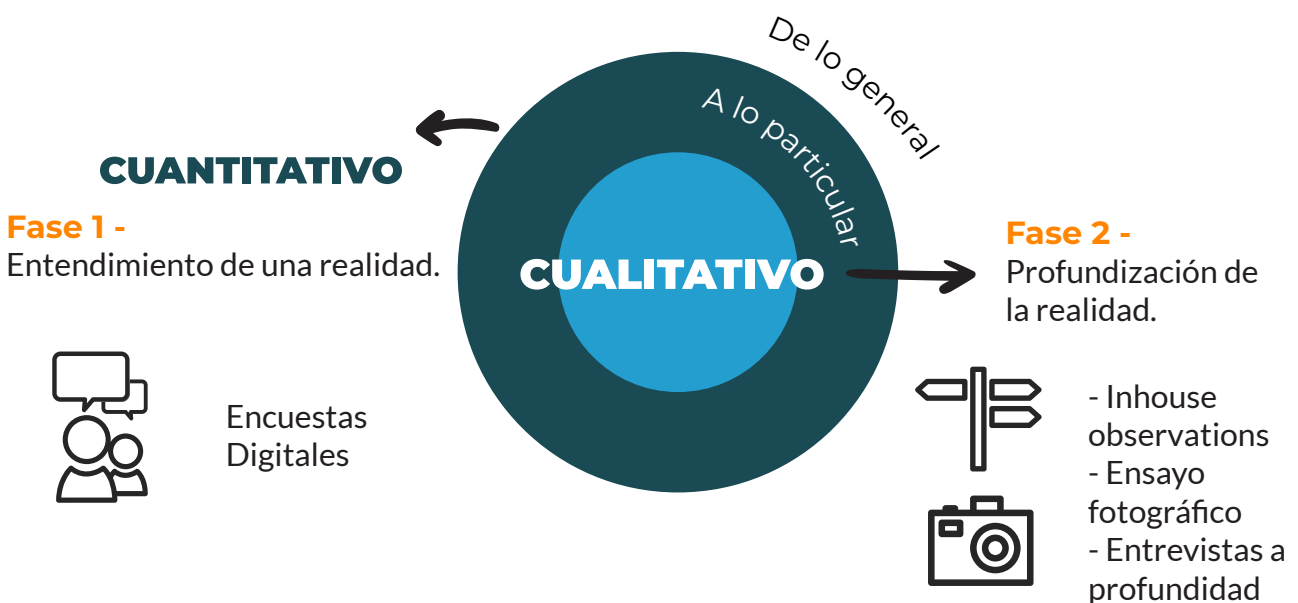 De lo general
A lo particular
CUANTITATIVO
Fase 1 -
Entendimiento de una realidad.
Encuestas
Digitales
CUALITATIVO
Fase 2 -
Profundización de
la realidad.
- Inhouse
observations
- Ensayo
fotográfico
- Entrevistas a
profundidad